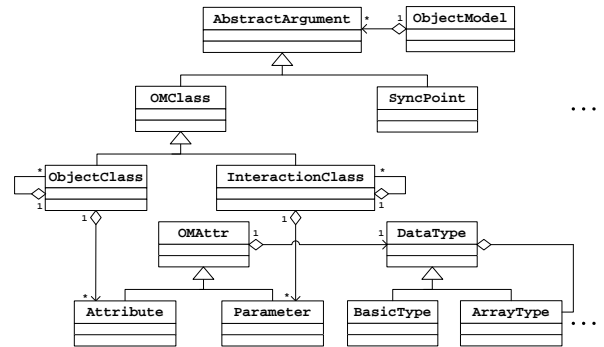 AbstractArgument * 1 ObjectModel
OMClass SyncPoint
...
* ObjectClass InteractionClass *
1 1
1 1
OMAttr 1 1 DataType
* Attribute * Parameter BasicType ArrayType
...